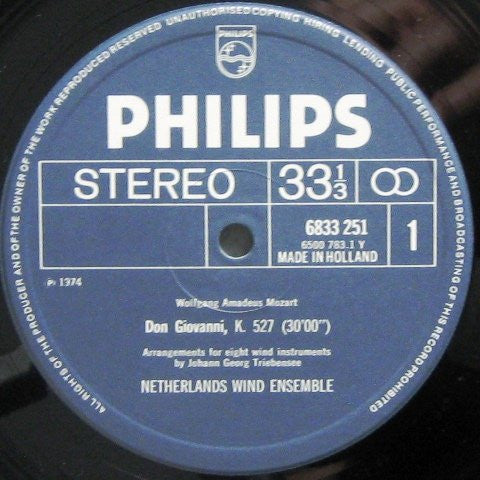 ALL RIGHTS OF THE PRODUCER AND OF THE OWNER OF THE WORK REPRODUCED RESERVED UNAUTHORISED COPYING HIRING LENDING PUBLIC PERFORMANCE AND BROADCASTING OF THIS RECORD PROHIBITED
PHILIPS
PHILIPS
STEREO
33 1/3
6833 251
6500 783.1 Y
MADE IN HOLLAND
1
℗ 1974
Wolfgang Amadeus Mozart
Don Giovanni, K. 527 (30'00")
Arrangements for eight wind instruments
by Johann Georg Triebensee
NETHERLANDS WIND ENSEMBLE